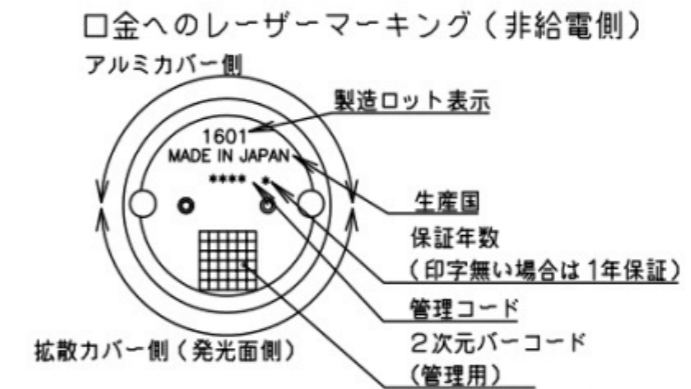 口金へのレーザーマーキング（非給電側）
アルミカバー側
製造ロット表示
1601
MADE IN JAPAN
**** *
生産国
保証年数
（印字無い場合は1年保証）
管理コード
2次元バーコード
（管理用）
拡散カバー側（発光面側）